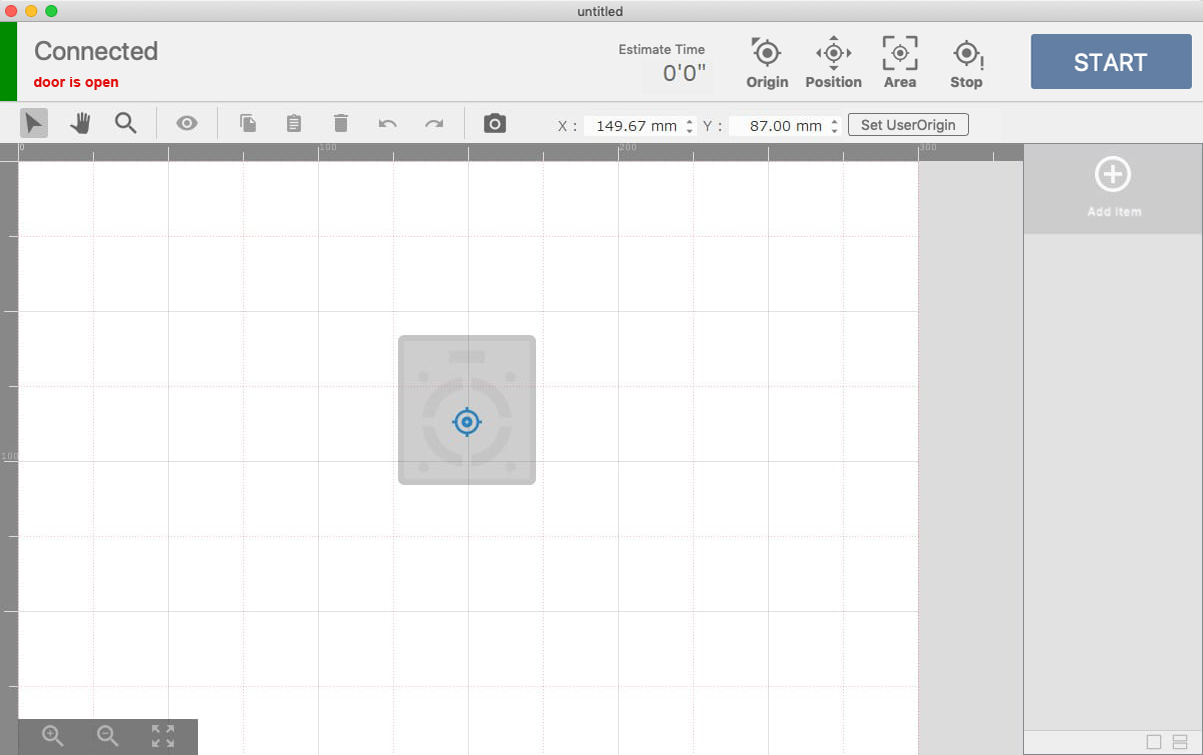 untitled
Connected
door is open
Estimate Time
0'0"
Origin
Position
Area
Stop
START
X : 149.67 mm Y : 87.00 mm Set UserOrigin
0 100 200 300
Add Item
100